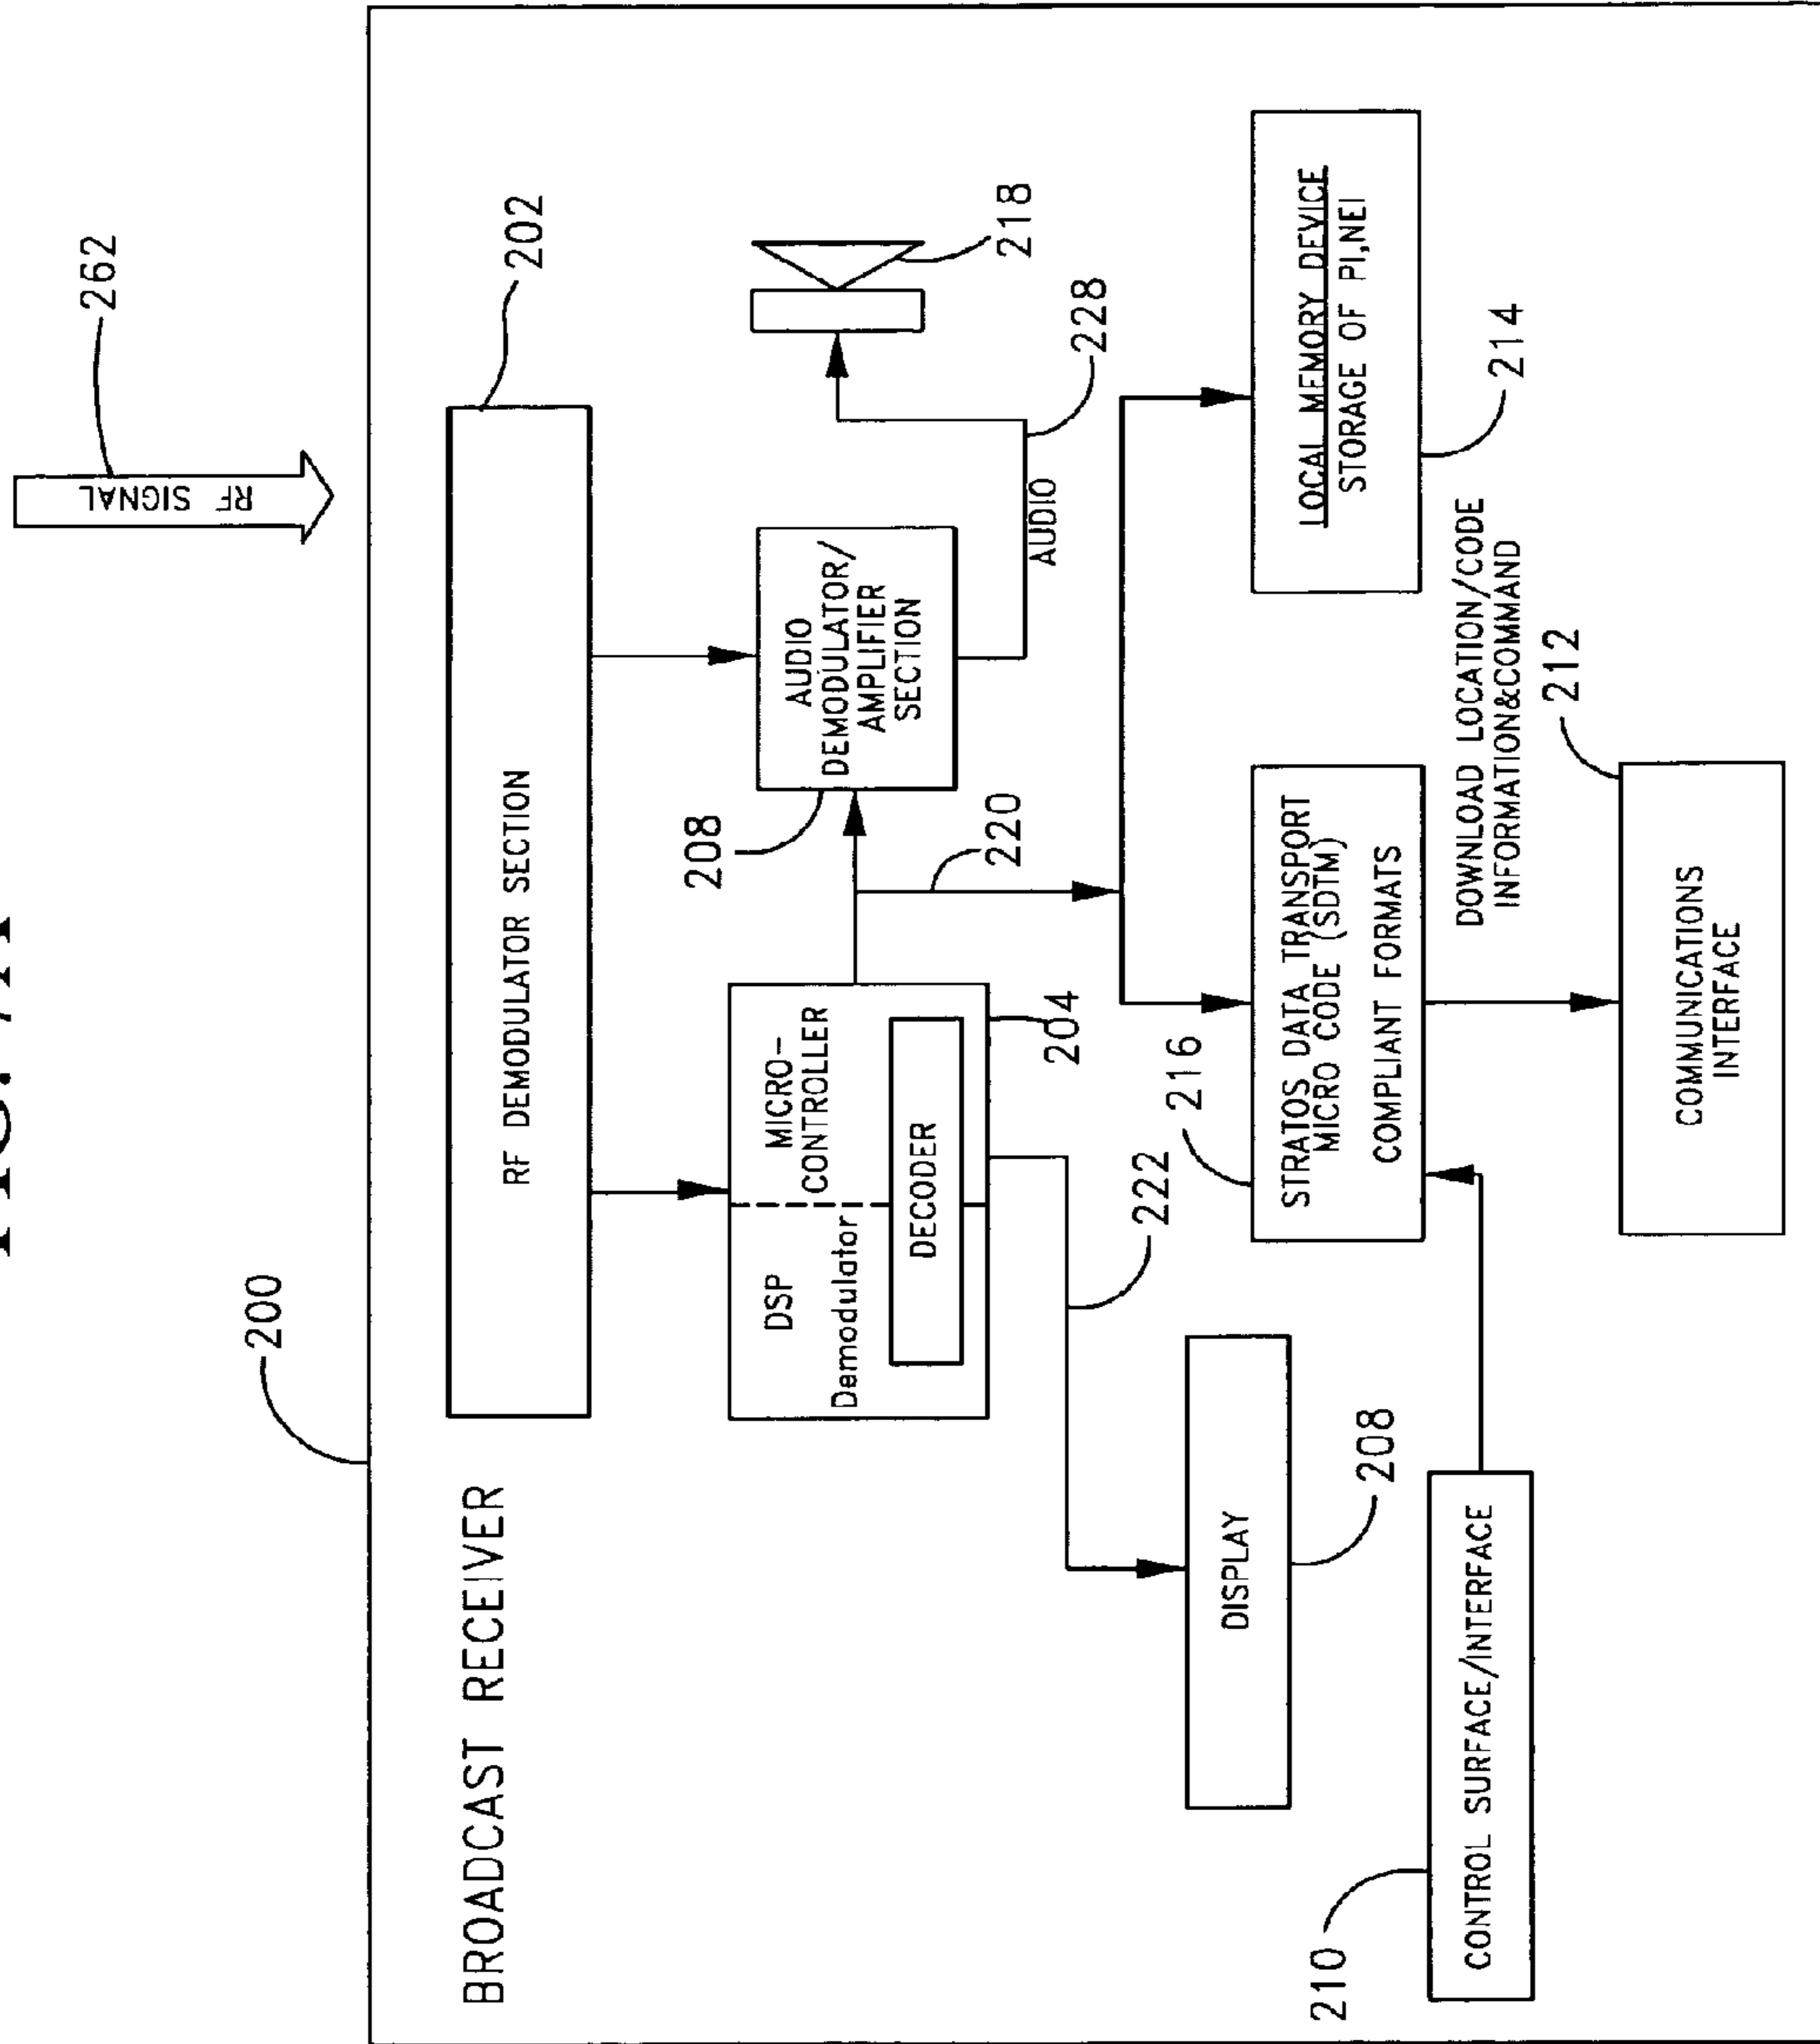 262
RF SIGNAL
200
BROADCAST RECEIVER
202
RF DEMODULATOR SECTION
DSP
Demodulator
MICRO-
CONTROLLER
DECODER
204
208
AUDIO
DEMODULATOR/
AMPLIFIER
SECTION
218
AUDIO
228
220
222
DISPLAY
208
216
STRATOS DATA TRANSPORT
MICRO CODE (SDTM)
COMPLIANT FORMATS
LOCAL MEMORY DEVICE
STORAGE OF PI,NEI
214
210
CONTROL SURFACE/INTERFACE
DOWNLOAD LOCATION/CODE
INFORMATION&COMMAND
212
COMMUNICATIONS
INTERFACE